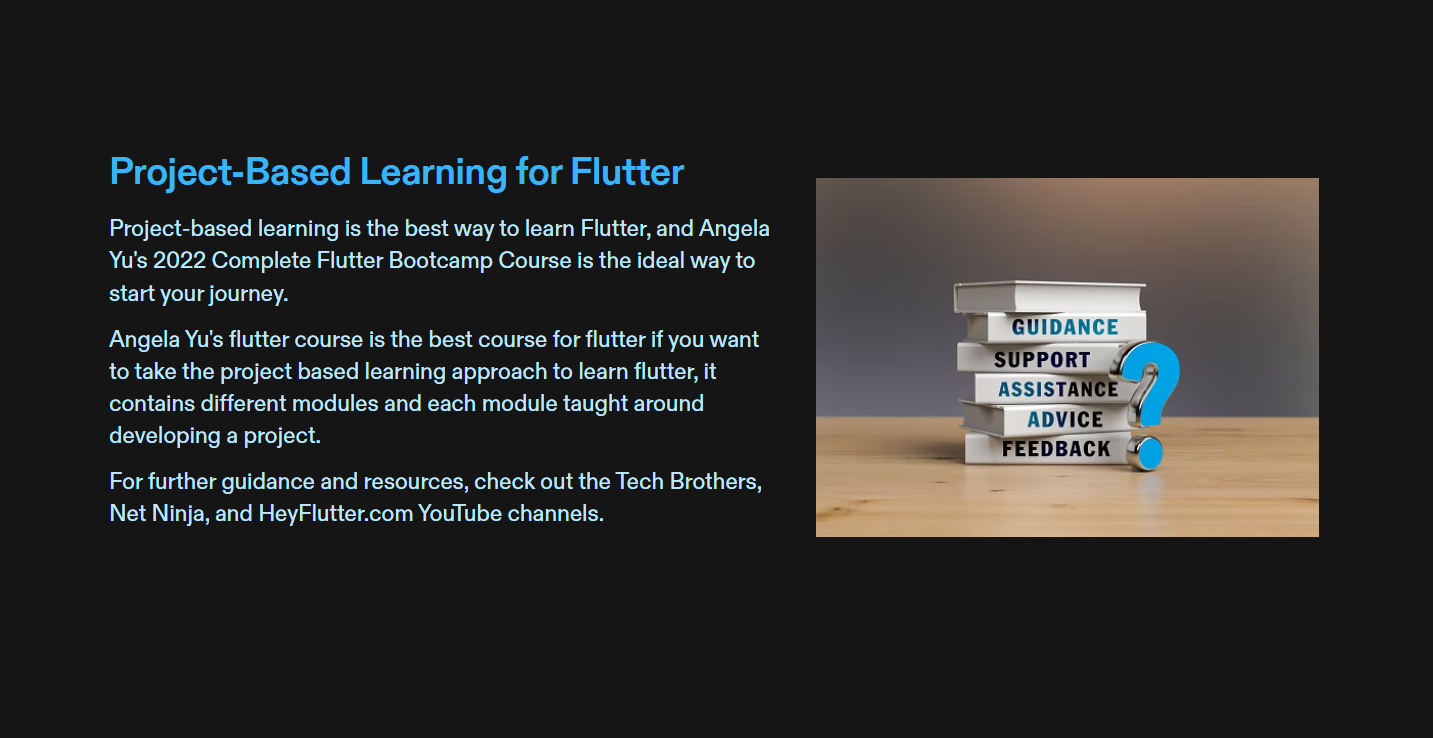 Project-Based Learning for Flutter
Project-based learning is the best way to learn Flutter, and Angela
Yu's 2022 Complete Flutter Bootcamp Course is the ideal way to
start your journey.
Angela Yu's flutter course is the best course for flutter if you want
to take the project based learning approach to learn flutter, it
contains different modules and each module taught around
developing a project.
For further guidance and resources, check out the Tech Brothers,
Net Ninja, and HeyFlutter.com YouTube channels.
GUIDANCE
SUPPORT
ASSISTANCE
ADVICE
FEEDBACK
?